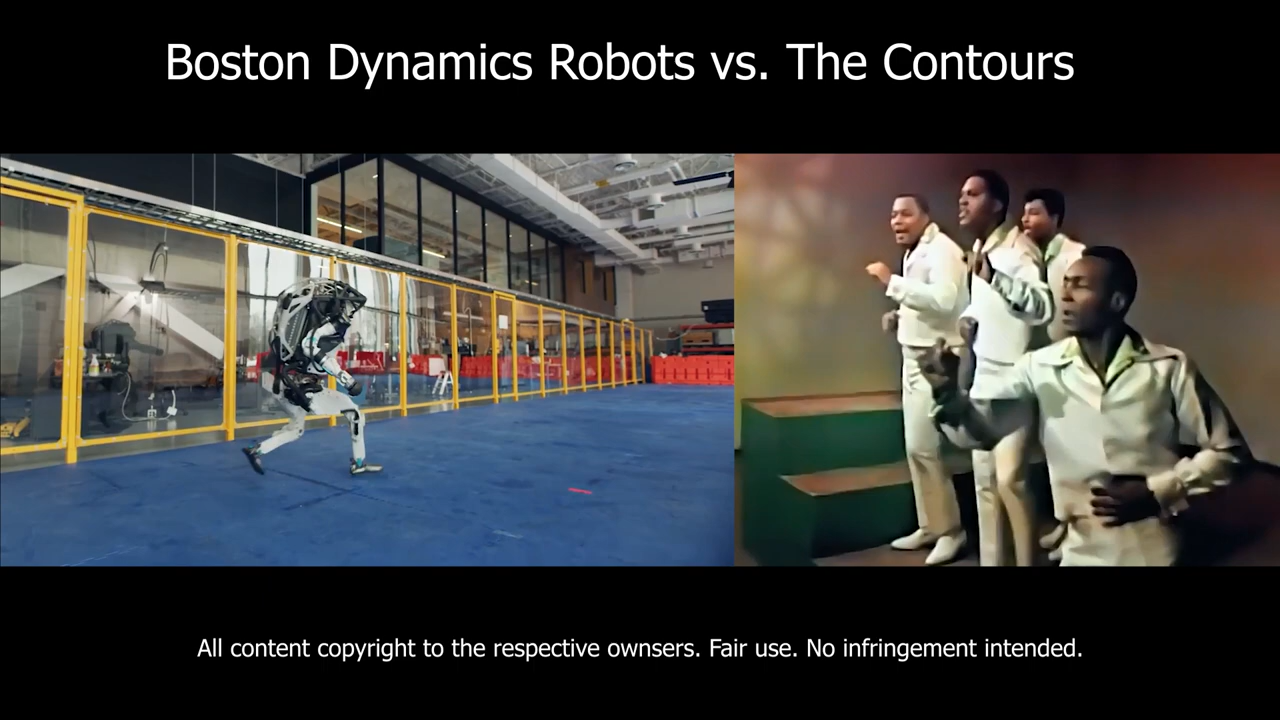 Boston Dynamics Robots vs. The Contours
All content copyright to the respective ownsers. Fair use. No infringement intended.